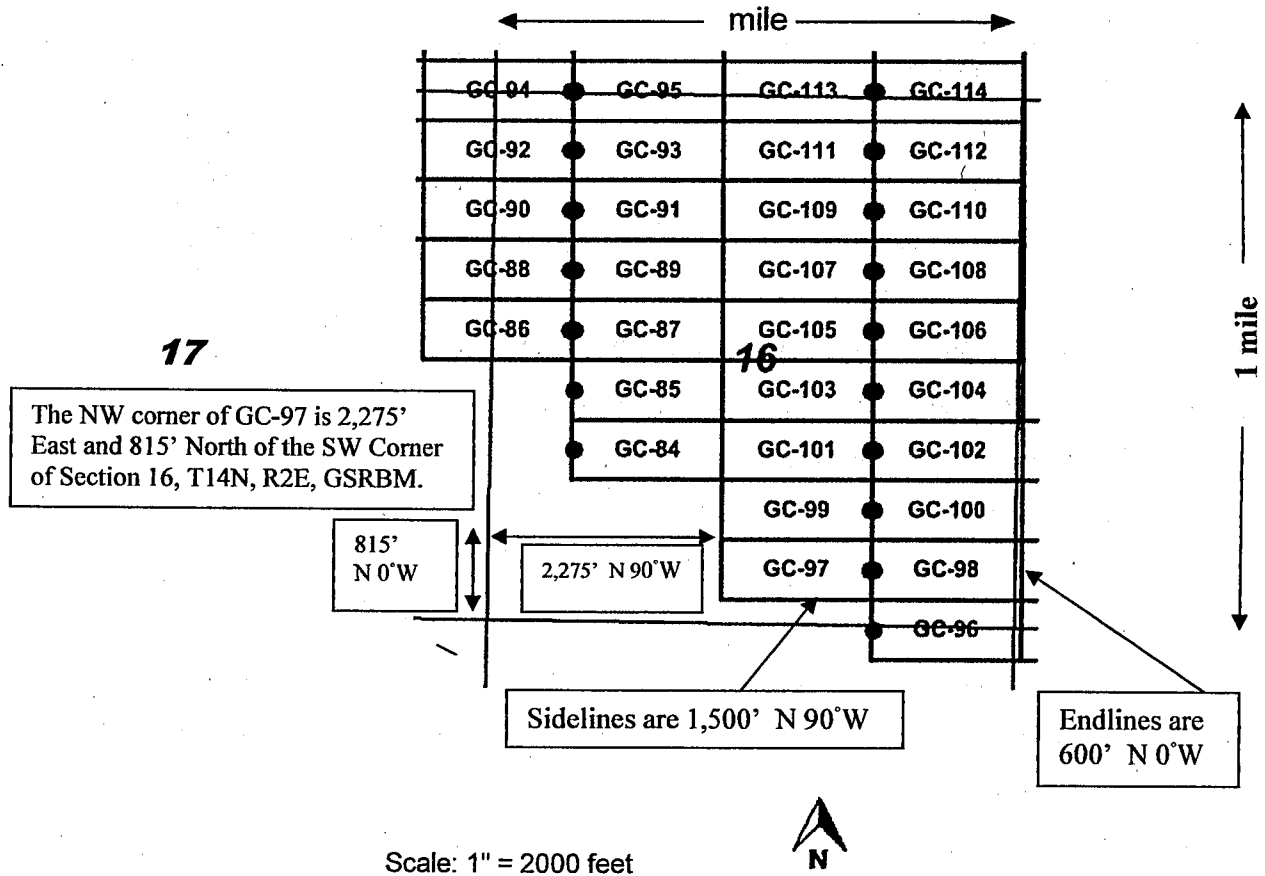 mile
GC-94 GC-95 GC-113 GC-114
GC-92 GC-93 GC-111 GC-112
GC-90 GC-91 GC-109 GC-110
GC-88 GC-89 GC-107 GC-108
GC-86 GC-87 GC-105 GC-106
17
16
GC-85 GC-103 GC-104
GC-84 GC-101 GC-102
GC-99 GC-100
GC-97 GC-98
GC-96
1 mile
The NW corner of GC-97 is 2,275’
East and 815’ North of the SW Corner
of Section 16, T14N, R2E, GSRBM.
815’
N 0°W
2,275’ N 90°W
Sidelines are 1,500’ N 90°W
Endlines are
600’ N 0°W
N
Scale: 1" = 2000 feet